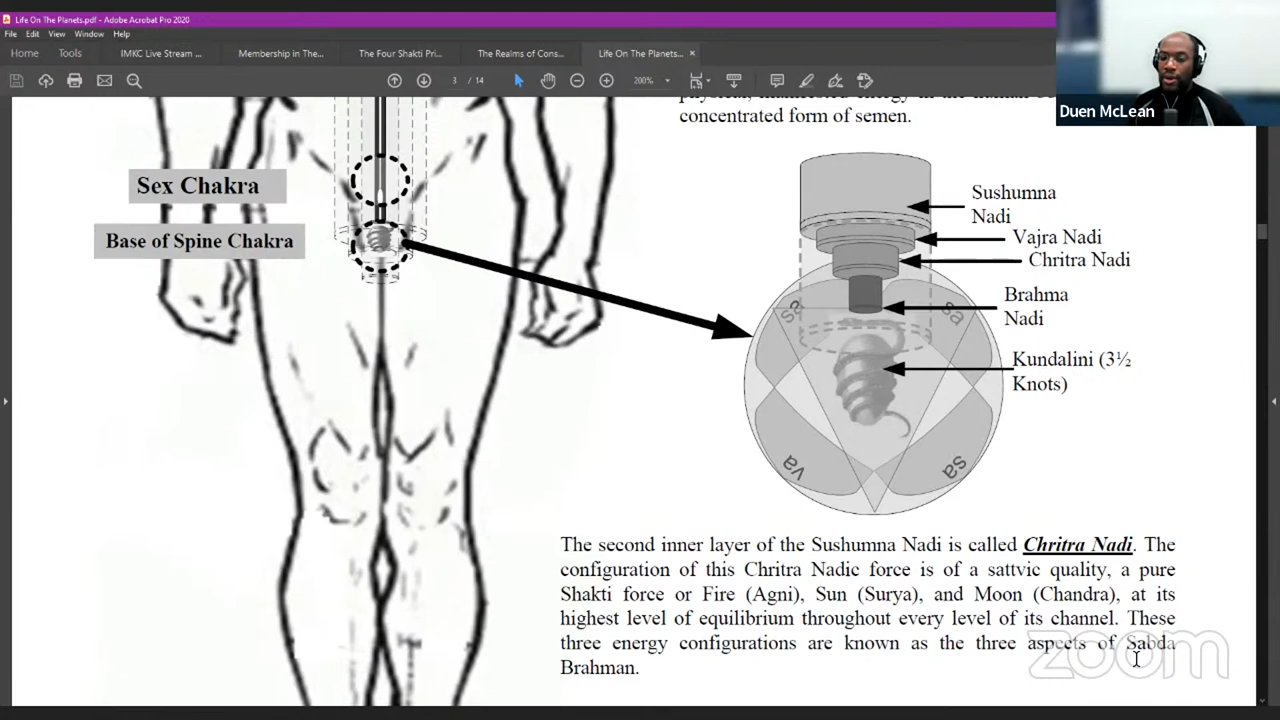 Life On The Planets.pdf - Adobe Acrobat Pro 2020
File Edit View Window Help
Home Tools IMKC Live Stream ... Membership in The... The Four Shakti Pri... The Realms of Cons... Life On The Planets... ×
3 / 14 200%
Duen McLean
concentrated form of semen.
Sex Chakra
Base of Spine Chakra
Sushumna
Nadi
Vajra Nadi
Chritra Nadi
Brahma
Nadi
Kundalini (3½
Knots)
sa
sa
va
sa
The second inner layer of the Sushumna Nadi is called Chritra Nadi. The
configuration of this Chritra Nadic force is of a sattvic quality, a pure
Shakti force or Fire (Agni), Sun (Surya), and Moon (Chandra), at its
highest level of equilibrium throughout every level of its channel. These
three energy configurations are known as the three aspects of Sabda
Brahman.
zoom